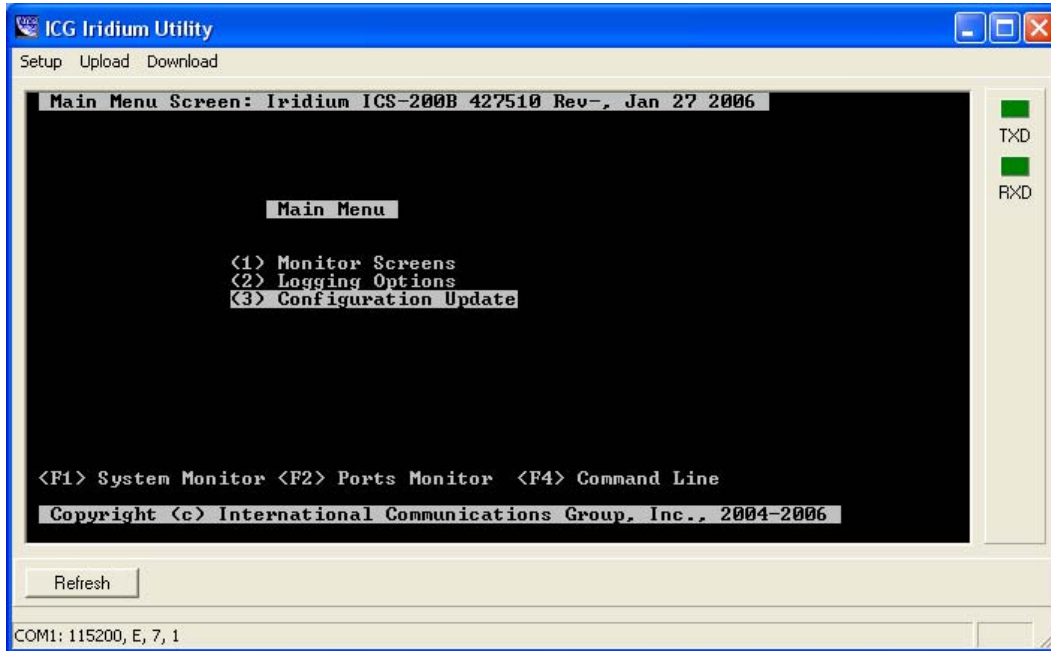 ICG Iridium Utility
Setup Upload Download
Main Menu Screen: Iridium ICS-200B 427510 Rev-, Jan 27 2006
TXD
RXD
Main Menu
(1) Monitor Screens
(2) Logging Options
(3) Configuration Update
<F1> System Monitor <F2> Ports Monitor <F4> Command Line
Copyright (c) International Communications Group, Inc., 2004-2006
Refresh
COM1: 115200, E, 7, 1